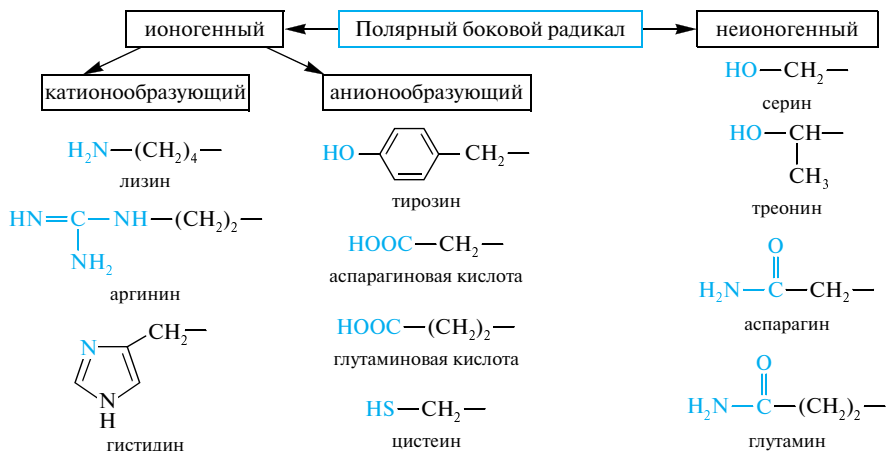 ионогенный
Полярный боковой радикал
неионогенный
катионообразующий
анионообразующий
H₂N—(CH₂)₄—
лизин
HN=C—NH—(CH₂)₂—
NH₂
аргинин
N
CH₂—
N
H
гистидин
HO
CH₂—
тирозин
HOOC—CH₂—
аспарагиновая кислота
HOOC—(CH₂)₂—
глутаминовая кислота
HS—CH₂—
цистеин
HO—CH₂—
серин
HO—CH—
CH₃
треонин
O
H₂N—C—CH₂—
аспарагин
O
H₂N—C—(CH₂)₂—
глутамин